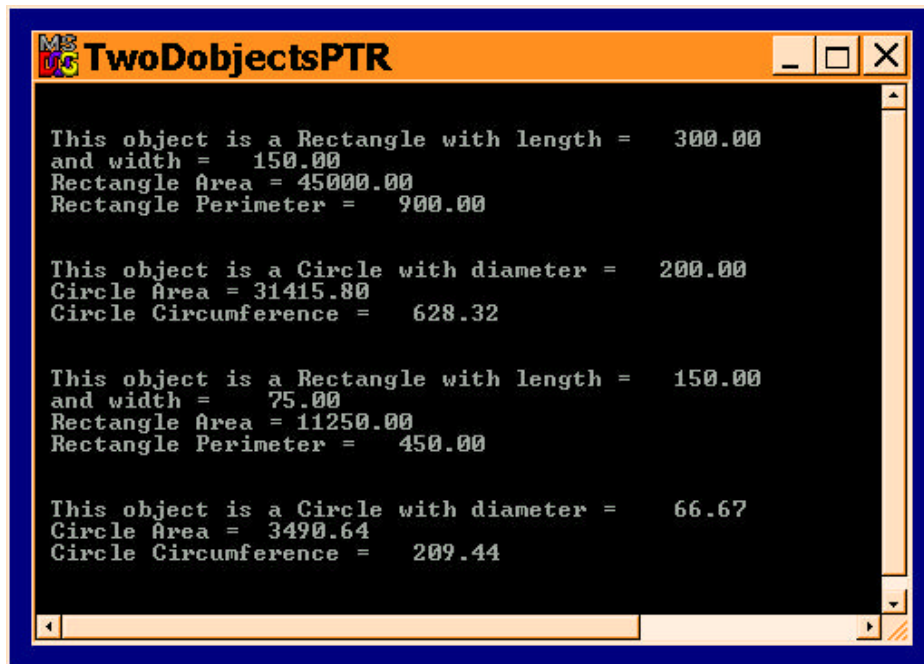 MS
DOS
TwoDobjectsPTR
This object is a Rectangle with length =   300.00
and width =   150.00
Rectangle Area = 45000.00
Rectangle Perimeter =   900.00
This object is a Circle with diameter =   200.00
Circle Area = 31415.80
Circle Circumference =   628.32
This object is a Rectangle with length =   150.00
and width =    75.00
Rectangle Area = 11250.00
Rectangle Perimeter =   450.00
This object is a Circle with diameter =    66.67
Circle Area =  3490.64
Circle Circumference =   209.44